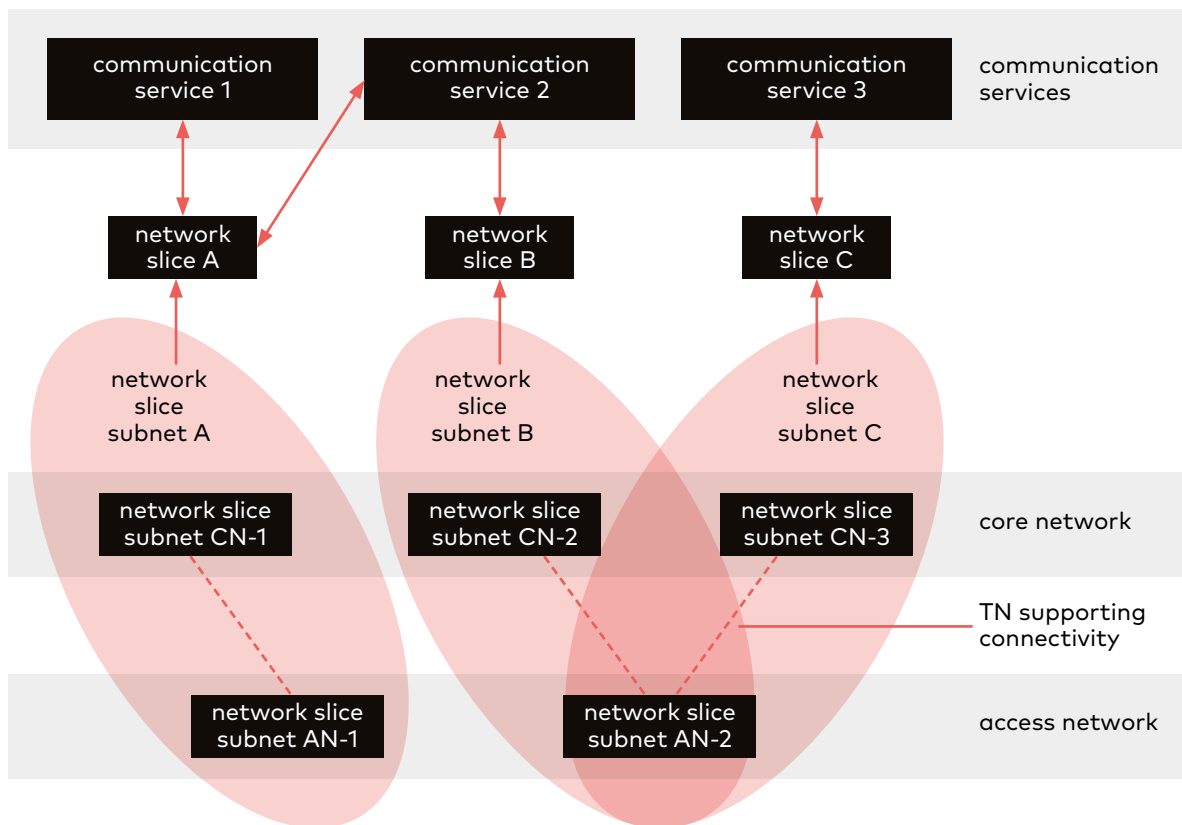 communication
service 1
communication
service 2
communication
service 3
communication
services
network
slice A
network
slice B
network
slice C
network
slice
subnet A
network
slice
subnet B
network
slice
subnet C
network slice
subnet CN-1
network slice
subnet CN-2
network slice
subnet CN-3
core network
TN supporting
connectivity
network slice
subnet AN-1
network slice
subnet AN-2
access network